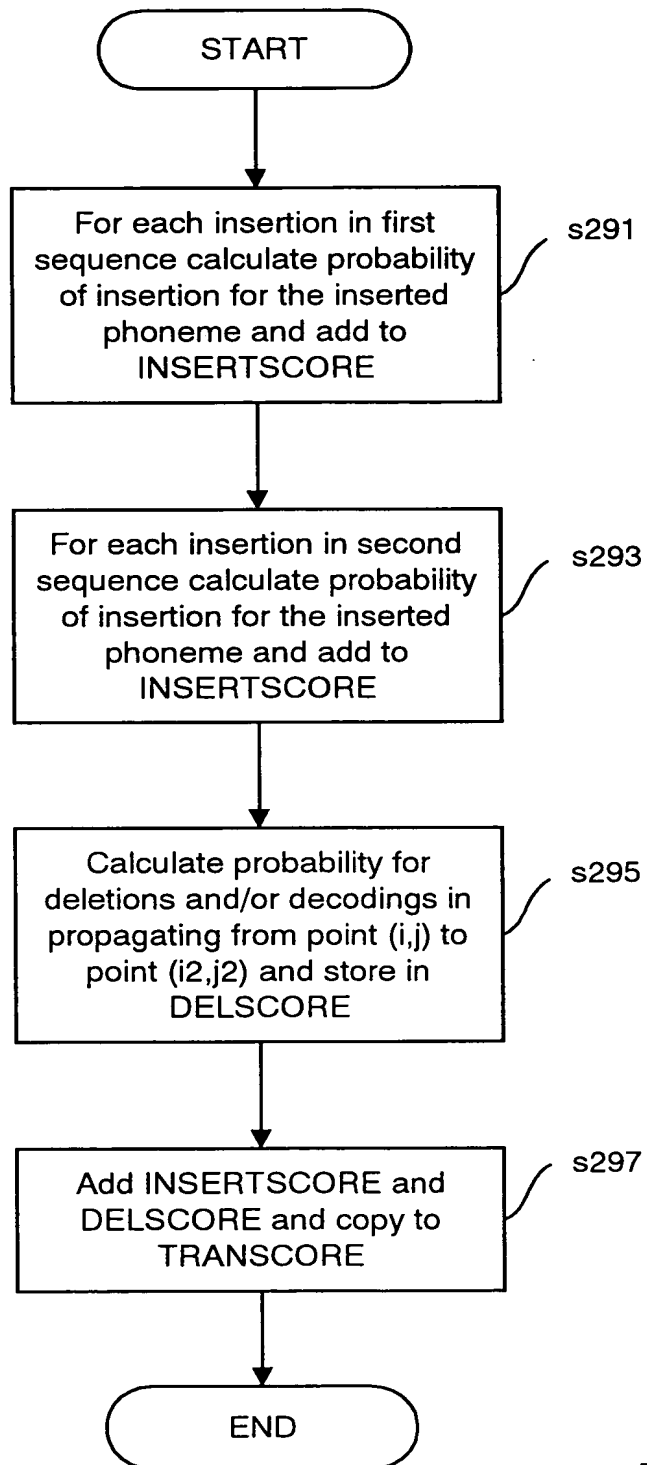 START
For each insertion in first
sequence calculate probability
of insertion for the inserted
phoneme and add to
INSERTSCORE
s291
For each insertion in second
sequence calculate probability
of insertion for the inserted
phoneme and add to
INSERTSCORE
s293
Calculate probability for
deletions and/or decodings in
propagating from point (i,j) to
point (i2,j2) and store in
DELSCORE
s295
Add INSERTSCORE and
DELSCORE and copy to
TRANSCORE
s297
END